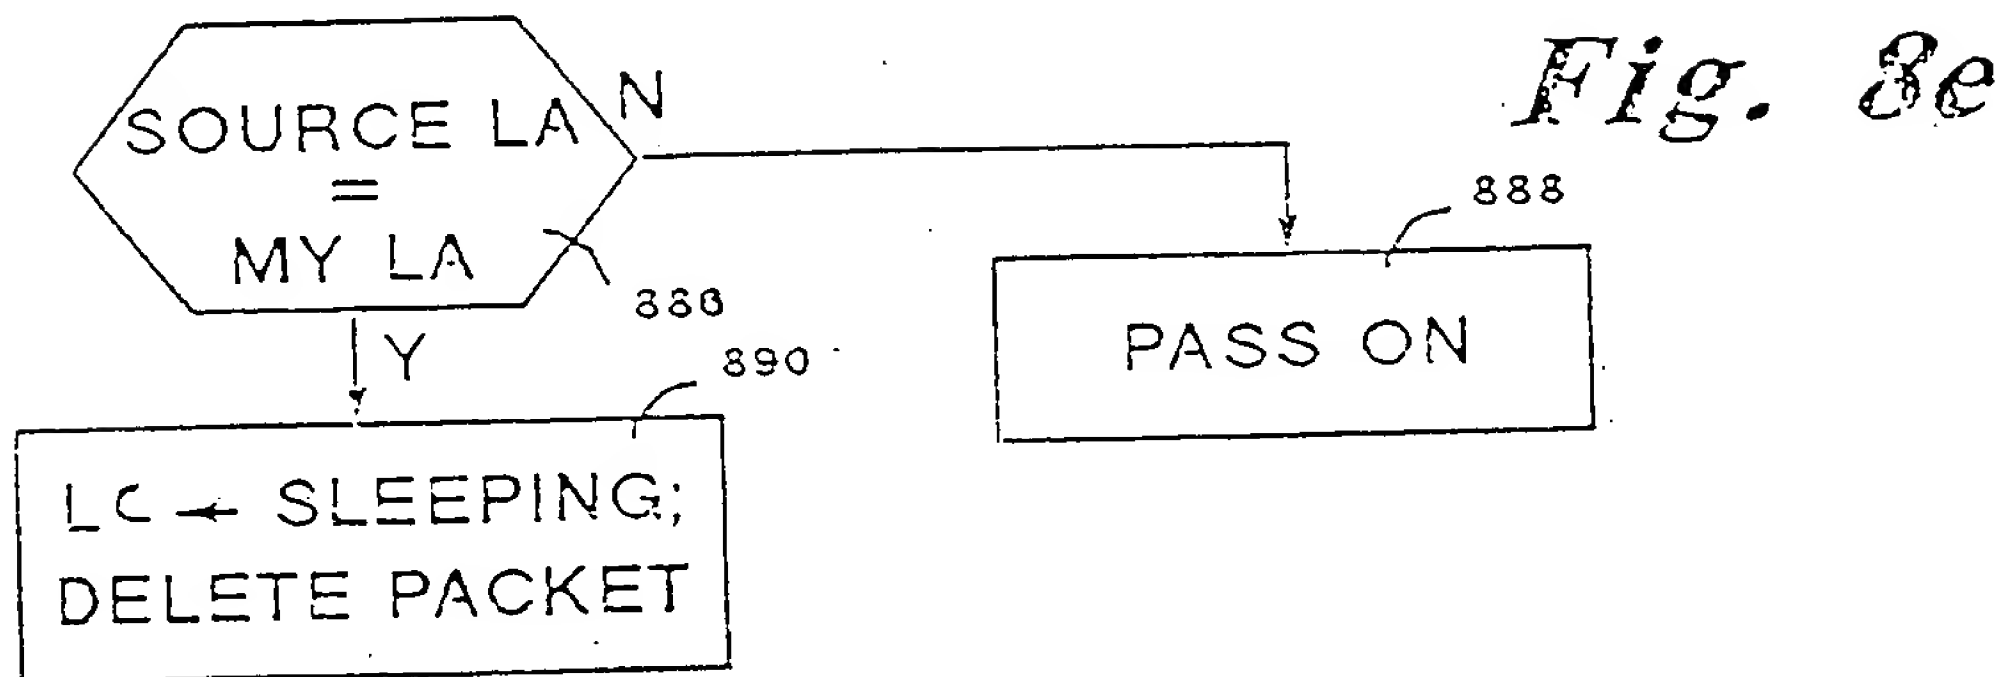 Fig. 8e
SOURCE LA
=
MY LA
N
886
888
PASS ON
Y
890
LC ← SLEEPING;
DELETE PACKET